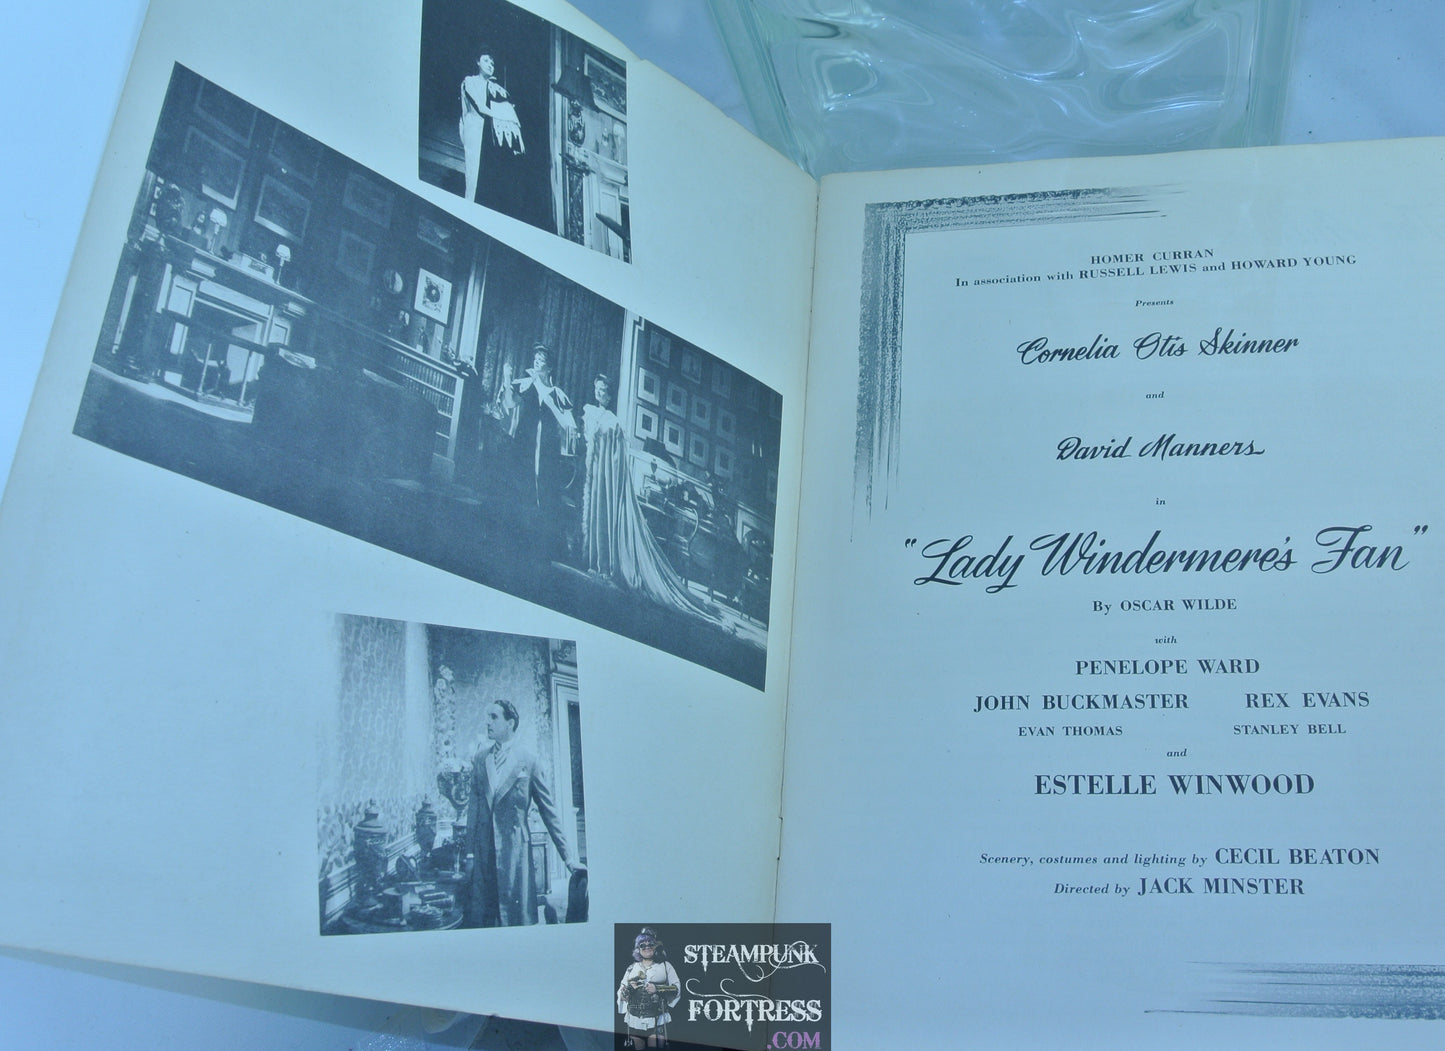 HOMER CURRAN
In association with RUSSELL LEWIS and HOWARD YOUNG
Presents
Cornelia Otis Skinner
and
David Manners
in
"Lady Windermere's Fan"
By OSCAR WILDE
with
PENELOPE WARD
JOHN BUCKMASTER REX EVANS
EVAN THOMAS STANLEY BELL
and
ESTELLE WINWOOD
Scenery, costumes and lighting by CECIL BEATON
Directed by JACK MINSTER
STEAMPUNK
FORTRESS
.COM